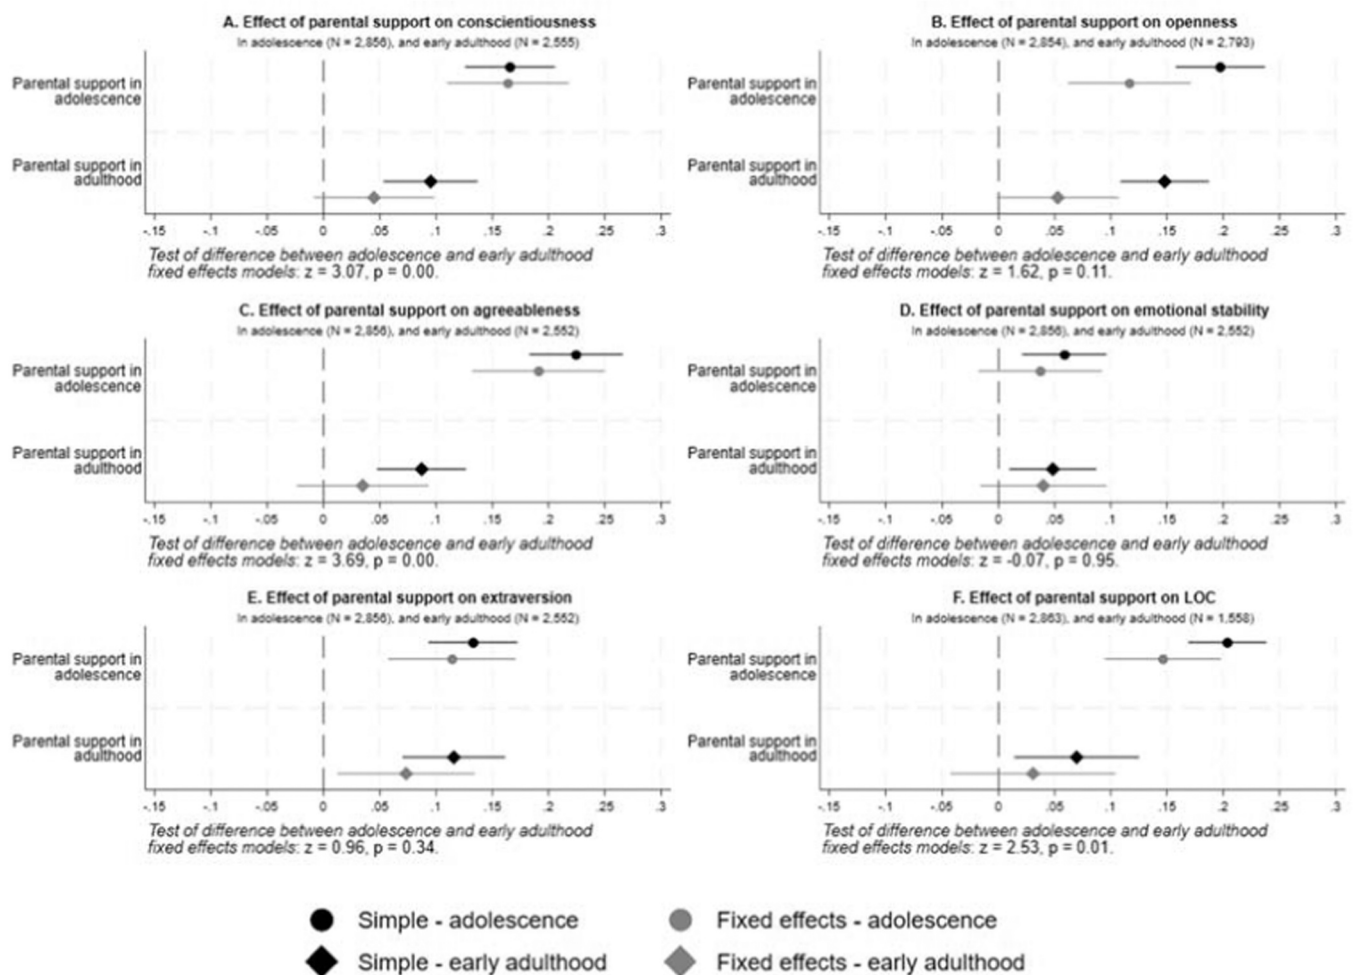 A. Effect of parental support on conscientiousness
In adolescence (N = 2,856), and early adulthood (N = 2,555)
Parental support in
adolescence
Parental support in
adulthood
-.15 -.1 -.05 0 .05 .1 .15 .2 .25 .3
Test of difference between adolescence and early adulthood
fixed effects models: z = 3.07, p = 0.00.
B. Effect of parental support on openness
In adolescence (N = 2,854), and early adulthood (N = 2,793)
Parental support in
adolescence
Parental support in
adulthood
-.15 -.1 -.05 0 .05 .1 .15 .2 .25 .3
Test of difference between adolescence and early adulthood
fixed effects models: z = 1.62, p = 0.11.
C. Effect of parental support on agreeableness
In adolescence (N = 2,856), and early adulthood (N = 2,552)
Parental support in
adolescence
Parental support in
adulthood
-.15 -.1 -.05 0 .05 .1 .15 .2 .25 .3
Test of difference between adolescence and early adulthood
fixed effects models: z = 3.69, p = 0.00.
D. Effect of parental support on emotional stability
In adolescence (N = 2,856), and early adulthood (N = 2,552)
Parental support in
adolescence
Parental support in
adulthood
-.15 -.1 -.05 0 .05 .1 .15 .2 .25 .3
Test of difference between adolescence and early adulthood
fixed effects models: z = -0.07, p = 0.95.
E. Effect of parental support on extraversion
In adolescence (N = 2,856), and early adulthood (N = 2,552)
Parental support in
adolescence
Parental support in
adulthood
-.15 -.1 -.05 0 .05 .1 .15 .2 .25 .3
Test of difference between adolescence and early adulthood
fixed effects models: z = 0.96, p = 0.34.
F. Effect of parental support on LOC
In adolescence (N = 2,863), and early adulthood (N = 1,558)
Parental support in
adolescence
Parental support in
adulthood
-.15 -.1 -.05 0 .05 .1 .15 .2 .25 .3
Test of difference between adolescence and early adulthood
fixed effects models: z = 2.53, p = 0.01.
Simple - adolescence
Fixed effects - adolescence
Simple - early adulthood
Fixed effects - early adulthood